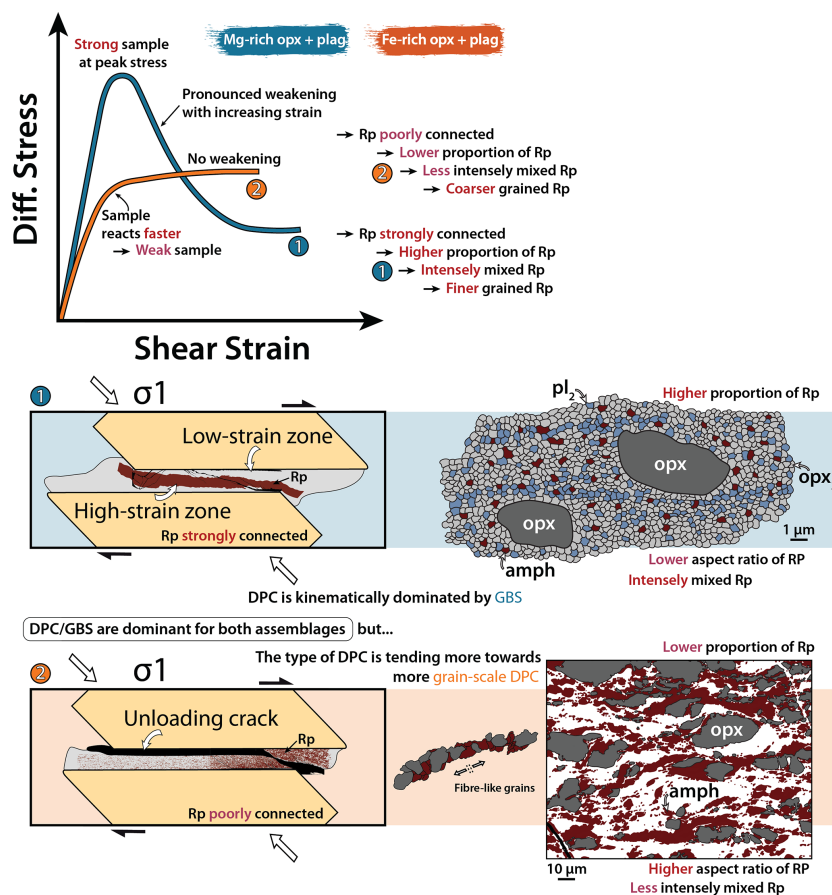 Mg-rich opx + plag
Fe-rich opx + plag
Strong sample
at peak stress
Pronounced weakening
with increasing strain
No weakening
2
Sample
reacts faster
→ Weak sample
1
Diff. Stress
Shear Strain
→ Rp poorly connected
→ Lower proportion of Rp
2 → Less intensely mixed Rp
→ Coarser grained Rp
→ Rp strongly connected
→ Higher proportion of Rp
1 → Intensely mixed Rp
→ Finer grained Rp
1
σ1
Low-strain zone
Rp
High-strain zone
Rp strongly connected
pl2
Higher proportion of Rp
opx
opx
opx
1 µm
amph
Lower aspect ratio of RP
Intensely mixed Rp
DPC is kinematically dominated by GBS
DPC/GBS are dominant for both assemblages but...
2
σ1
The type of DPC is tending more towards
more grain-scale DPC
Lower proportion of Rp
Unloading crack
Rp
Rp poorly connected
Fibre-like grains
opx
amph
10 µm
Higher aspect ratio of RP
Less intensely mixed Rp